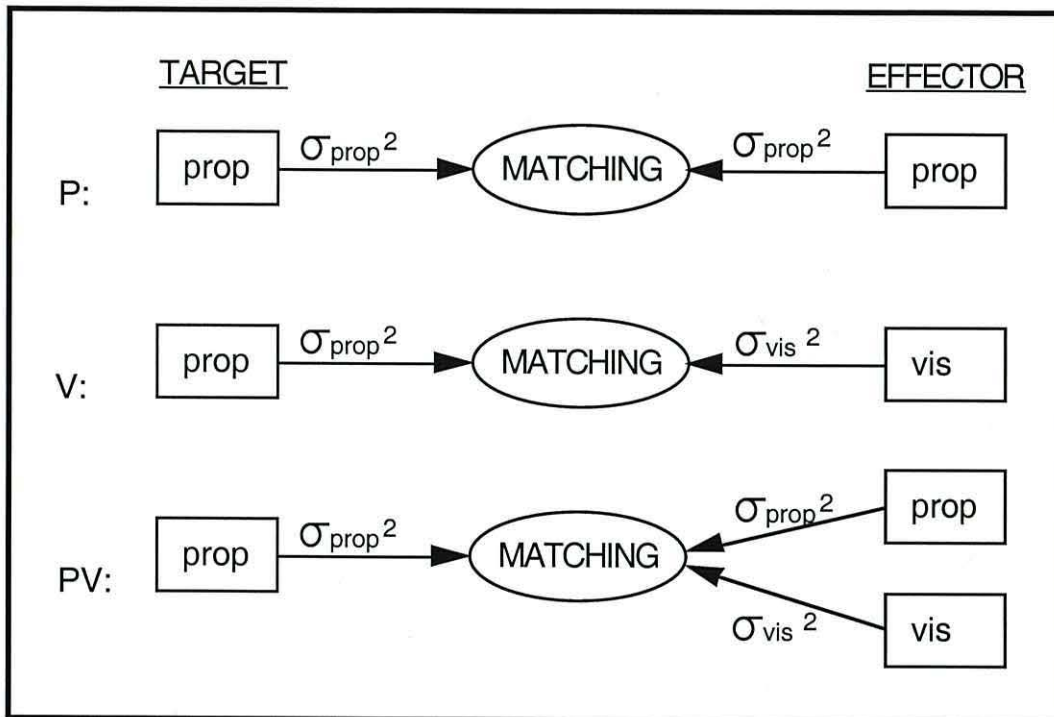 TARGET EFFECTOR
P: prop σprop² MATCHING σprop² prop
V: prop σprop² MATCHING σvis² vis
PV: prop σprop² MATCHING σprop² prop
σvis² vis